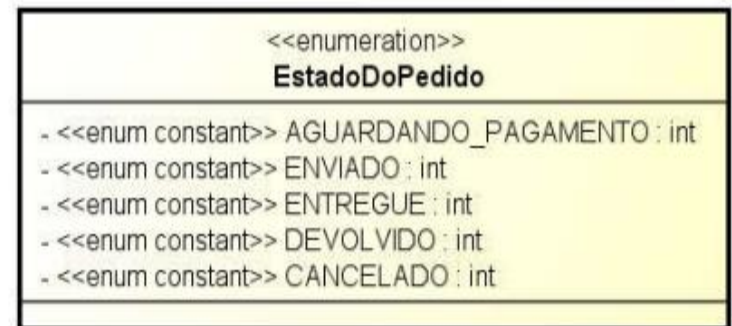 <<enumeration>>
EstadoDoPedido
- <<enum constant>> AGUARDANDO_PAGAMENTO : int
- <<enum constant>> ENVIADO : int
- <<enum constant>> ENTREGUE : int
- <<enum constant>> DEVOLVIDO : int
- <<enum constant>> CANCELADO : int